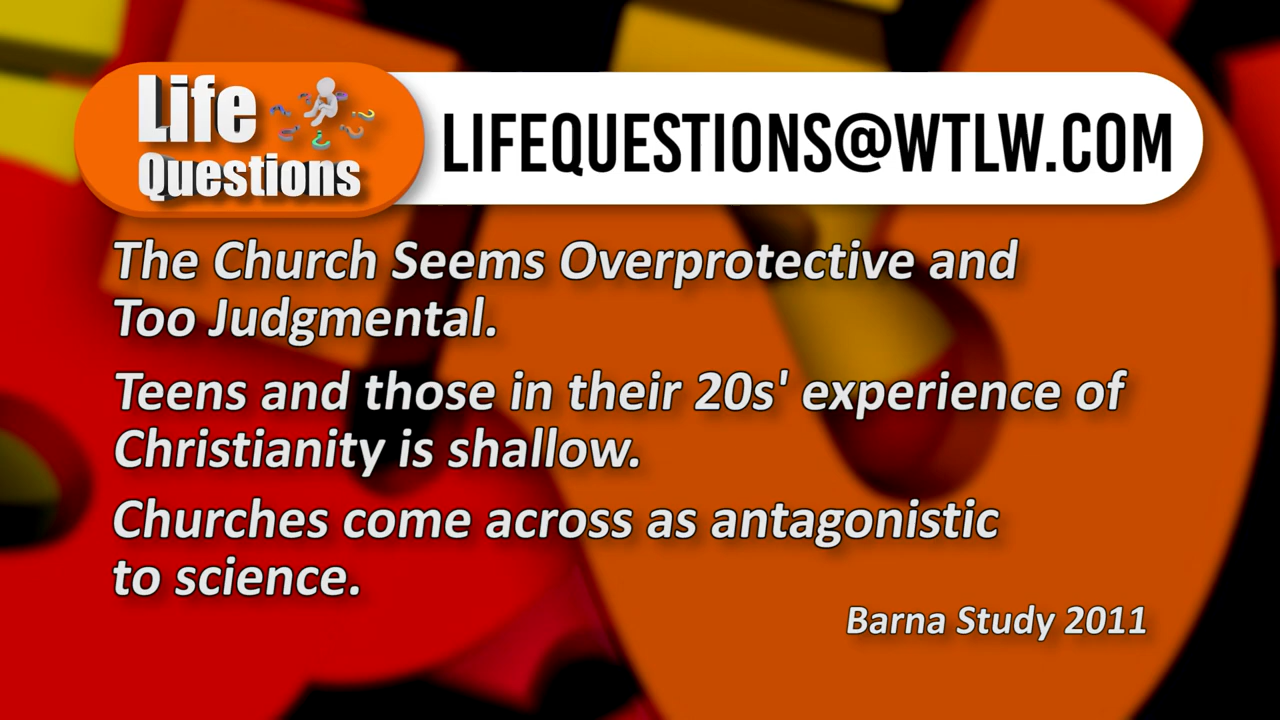 Life
Questions
LIFEQUESTIONS@WTLW.COM
The Church Seems Overprotective and
Too Judgmental.
Teens and those in their 20s' experience of
Christianity is shallow.
Churches come across as antagonistic
to science.
Barna Study 2011